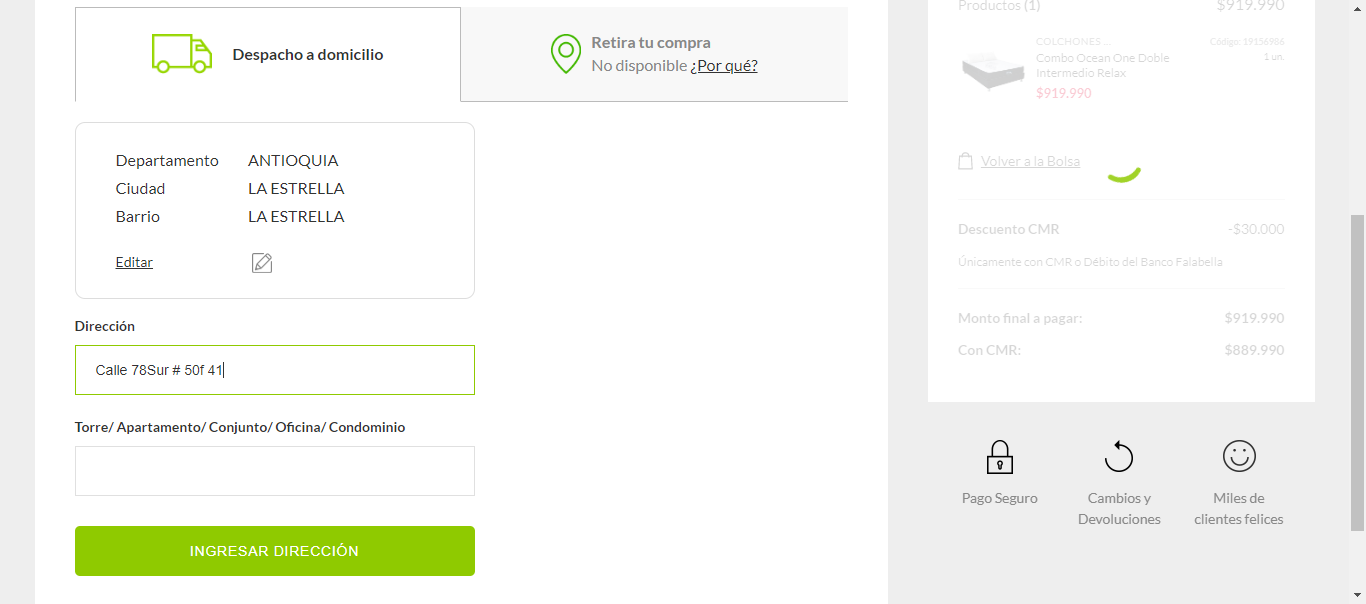 Despacho a domicilio
Retira tu compra
No disponible ¿Por qué?
Departamento ANTIOQUIA
Ciudad LA ESTRELLA
Barrio LA ESTRELLA
Editar
Dirección
Calle 78Sur # 50f 41
Torre/ Apartamento/ Conjunto/ Oficina/ Condominio
INGRESAR DIRECCIÓN
Productos (1) $919.990
COLCHONES ... Código: 19156986
Combo Ocean One Doble 1 un.
Intermedio Relax
$919.990
Volver a la Bolsa
Descuento CMR -$30.000
Únicamente con CMR o Débito del Banco Falabella
Monto final a pagar: $919.990
Con CMR: $889.990
Pago Seguro
Cambios y
Devoluciones
Miles de
clientes felices